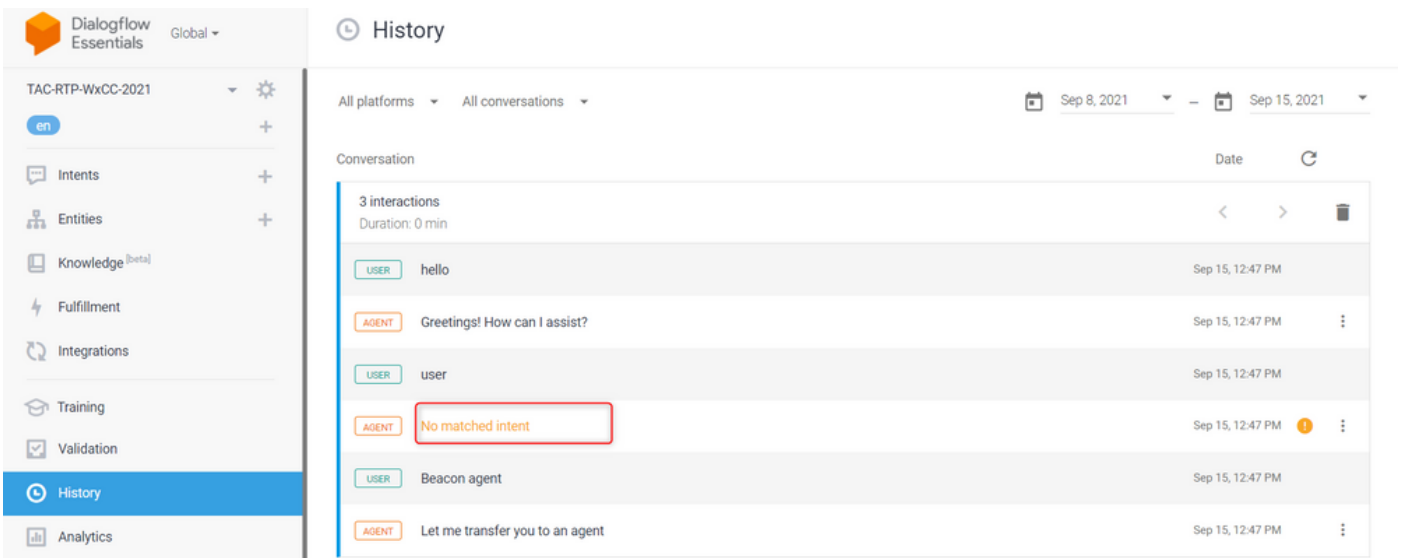 Dialogflow
Essentials
Global
TAC-RTP-WxCC-2021
en
Intents
Entities
Knowledge [beta]
Fulfillment
Integrations
Training
Validation
History
Analytics
History
All platforms
All conversations
Sep 8, 2021 – Sep 15, 2021
Conversation Date
3 interactions
Duration: 0 min
USER hello Sep 15, 12:47 PM
AGENT Greetings! How can I assist? Sep 15, 12:47 PM
USER user Sep 15, 12:47 PM
AGENT No matched intent Sep 15, 12:47 PM
USER Beacon agent Sep 15, 12:47 PM
AGENT Let me transfer you to an agent Sep 15, 12:47 PM